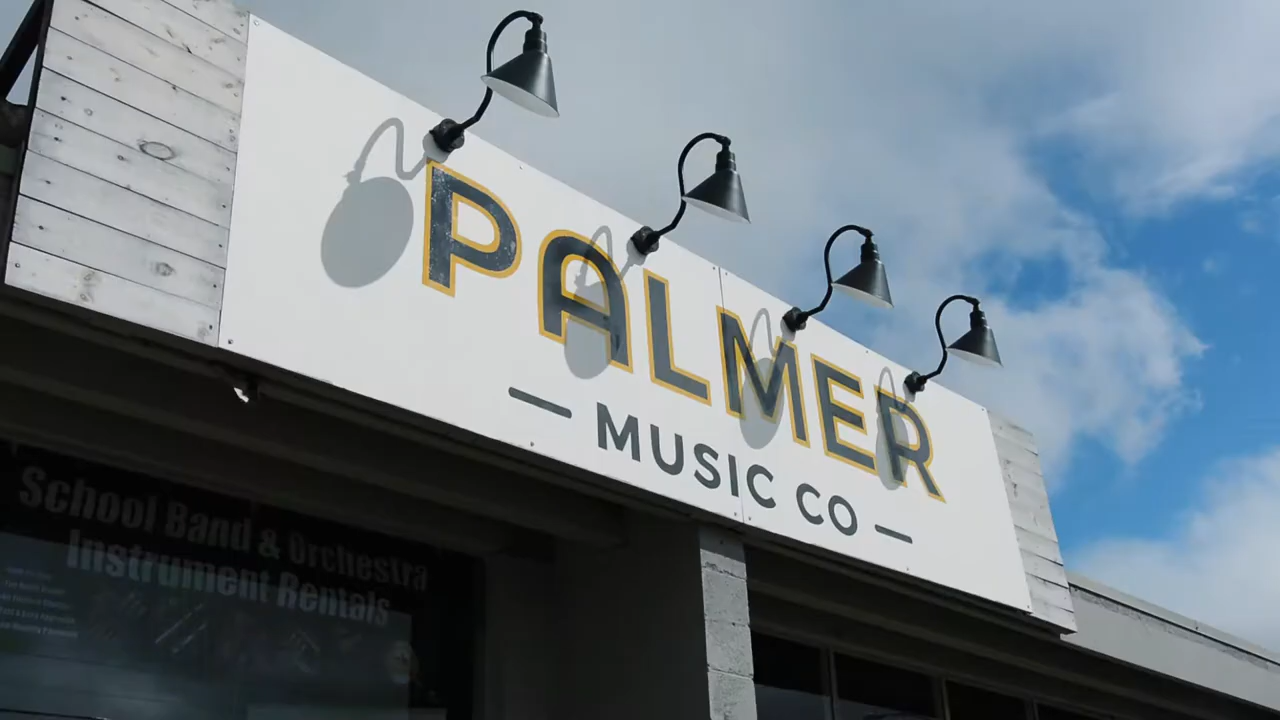 PALMER
— MUSIC CO —
School Band & Orchestra
Instrument Rentals